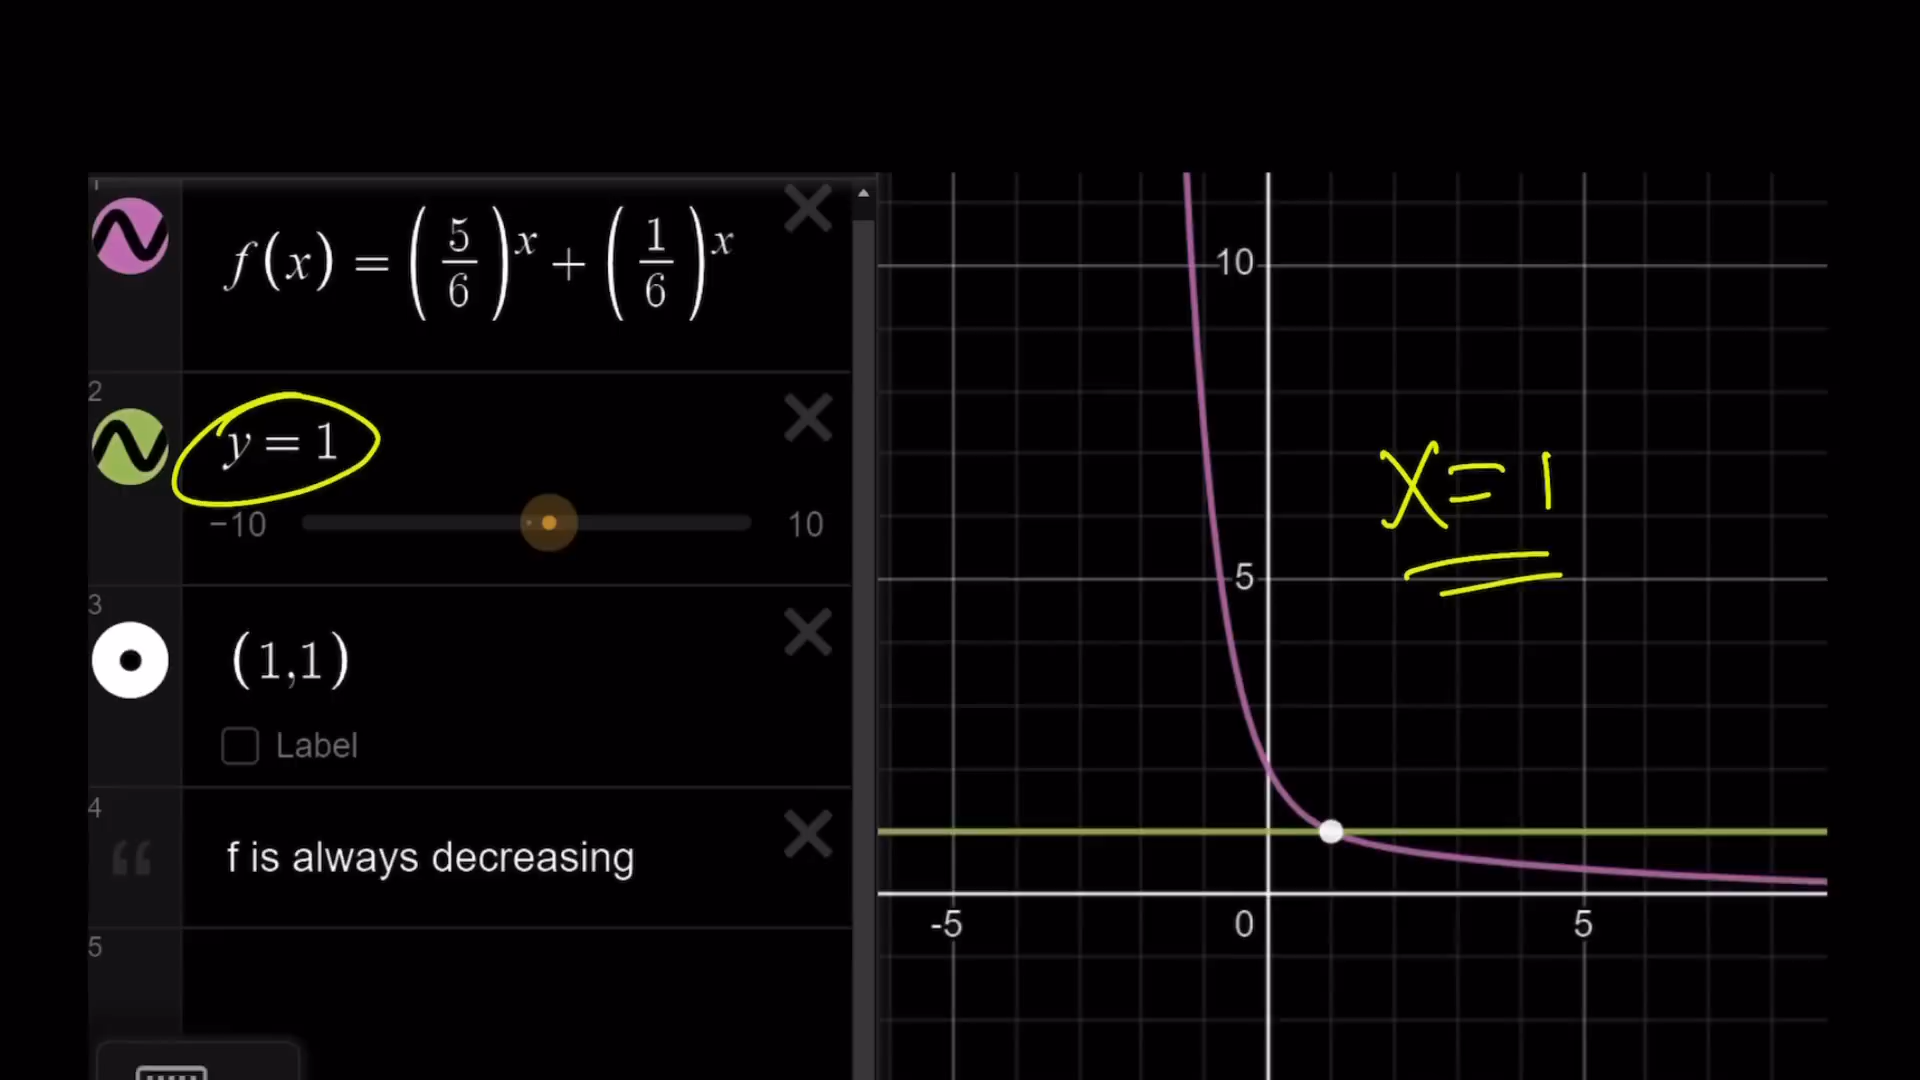 1
f(x) = (5/6)^x + (1/6)^x
2
y = 1
−10
10
3
(1,1)
Label
4
f is always decreasing
5
10
5
-5
0
5
X = 1